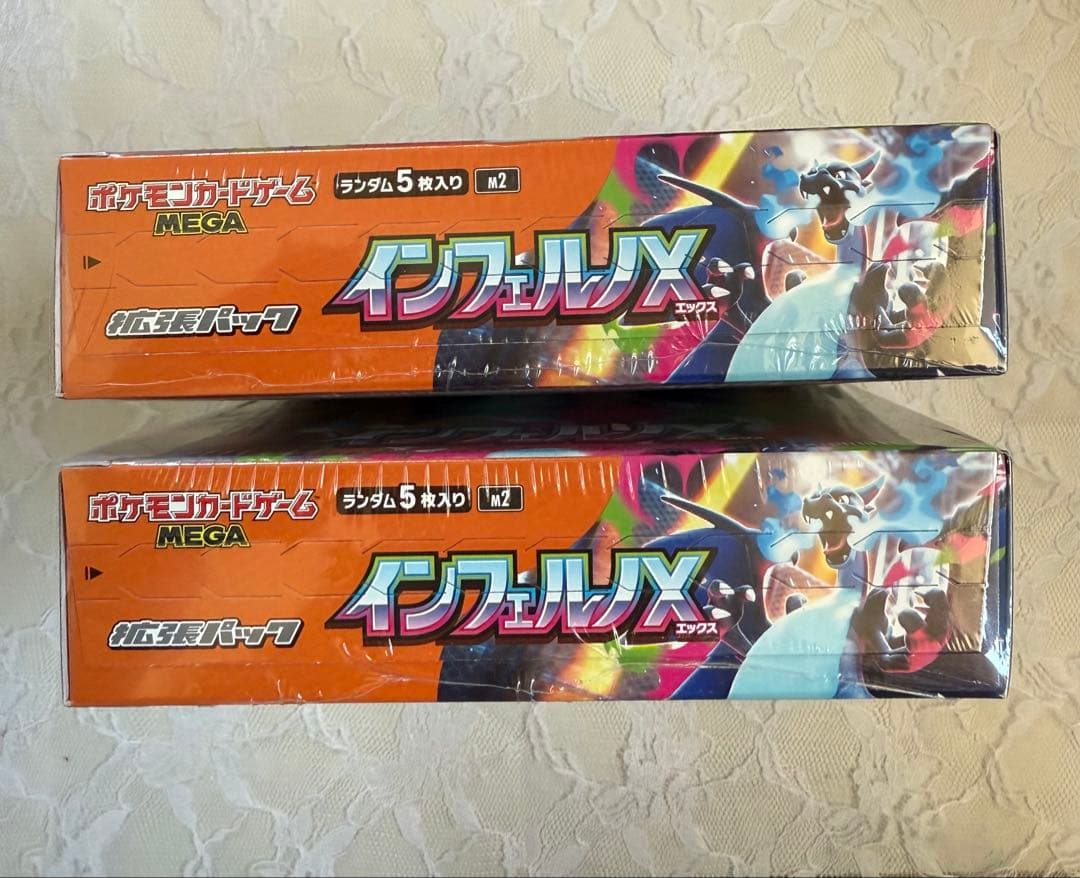 ポケモンカードゲーム
MEGA
ランダム5枚入り
M2
インフェルノX
エックス
拡張パック
ポケモンカードゲーム
MEGA
ランダム5枚入り
M2
インフェルノX
エックス
拡張パック